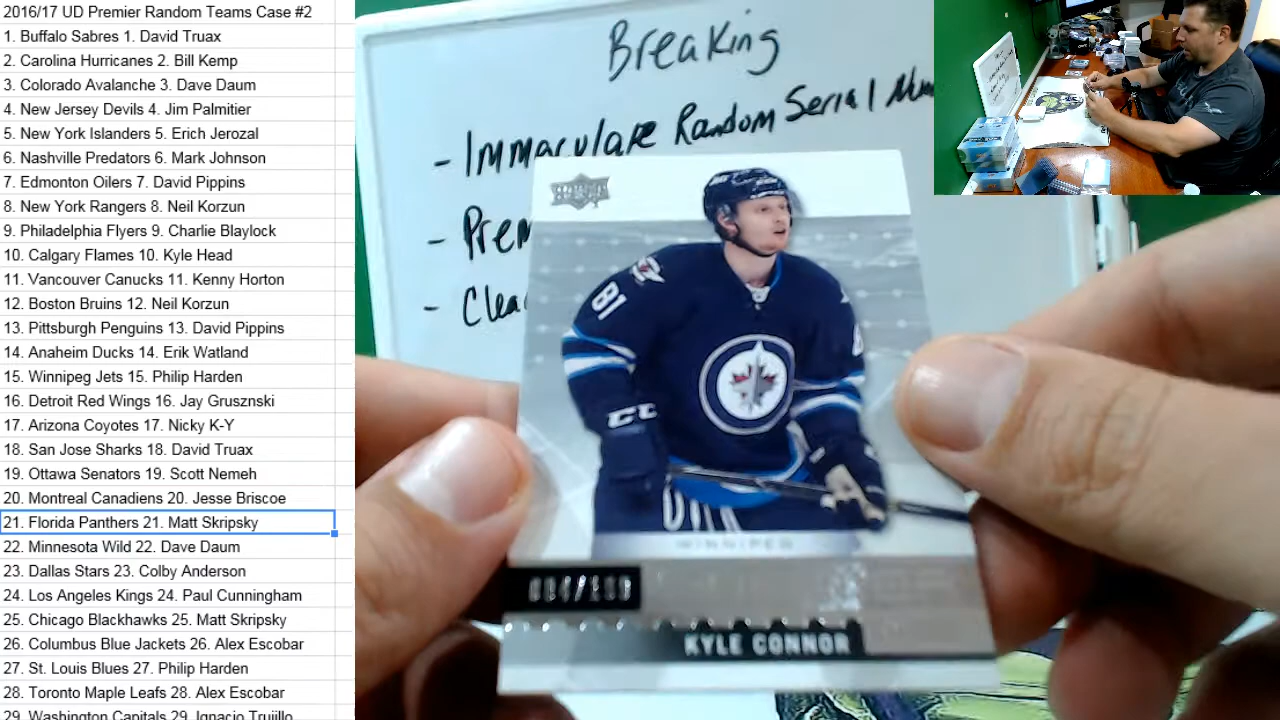 2016/17 UD Premier Random Teams Case #2
1. Buffalo Sabres 1. David Truax
2. Carolina Hurricanes 2. Bill Kemp
3. Colorado Avalanche 3. Dave Daum
4. New Jersey Devils 4. Jim Palmitier
5. New York Islanders 5. Erich Jerozal
6. Nashville Predators 6. Mark Johnson
7. Edmonton Oilers 7. David Pippins
8. New York Rangers 8. Neil Korzun
9. Philadelphia Flyers 9. Charlie Blaylock
10. Calgary Flames 10. Kyle Head
11. Vancouver Canucks 11. Kenny Horton
12. Boston Bruins 12. Neil Korzun
13. Pittsburgh Penguins 13. David Pippins
14. Anaheim Ducks 14. Erik Watland
15. Winnipeg Jets 15. Philip Harden
16. Detroit Red Wings 16. Jay Grusznski
17. Arizona Coyotes 17. Nicky K-Y
18. San Jose Sharks 18. David Truax
19. Ottawa Senators 19. Scott Nemeh
20. Montreal Canadiens 20. Jesse Briscoe
21. Florida Panthers 21. Matt Skripsky
22. Minnesota Wild 22. Dave Daum
23. Dallas Stars 23. Colby Anderson
24. Los Angeles Kings 24. Paul Cunningham
25. Chicago Blackhawks 25. Matt Skripsky
26. Columbus Blue Jackets 26. Alex Escobar
27. St. Louis Blues 27. Philip Harden
28. Toronto Maple Leafs 28. Alex Escobar
29. Washington Capitals 29. Ignacio Trujillo
Breaking
- Immaculate Random Serial
- Prem
- Clea
81
CCM
WINNIPEG
KYLE CONNOR